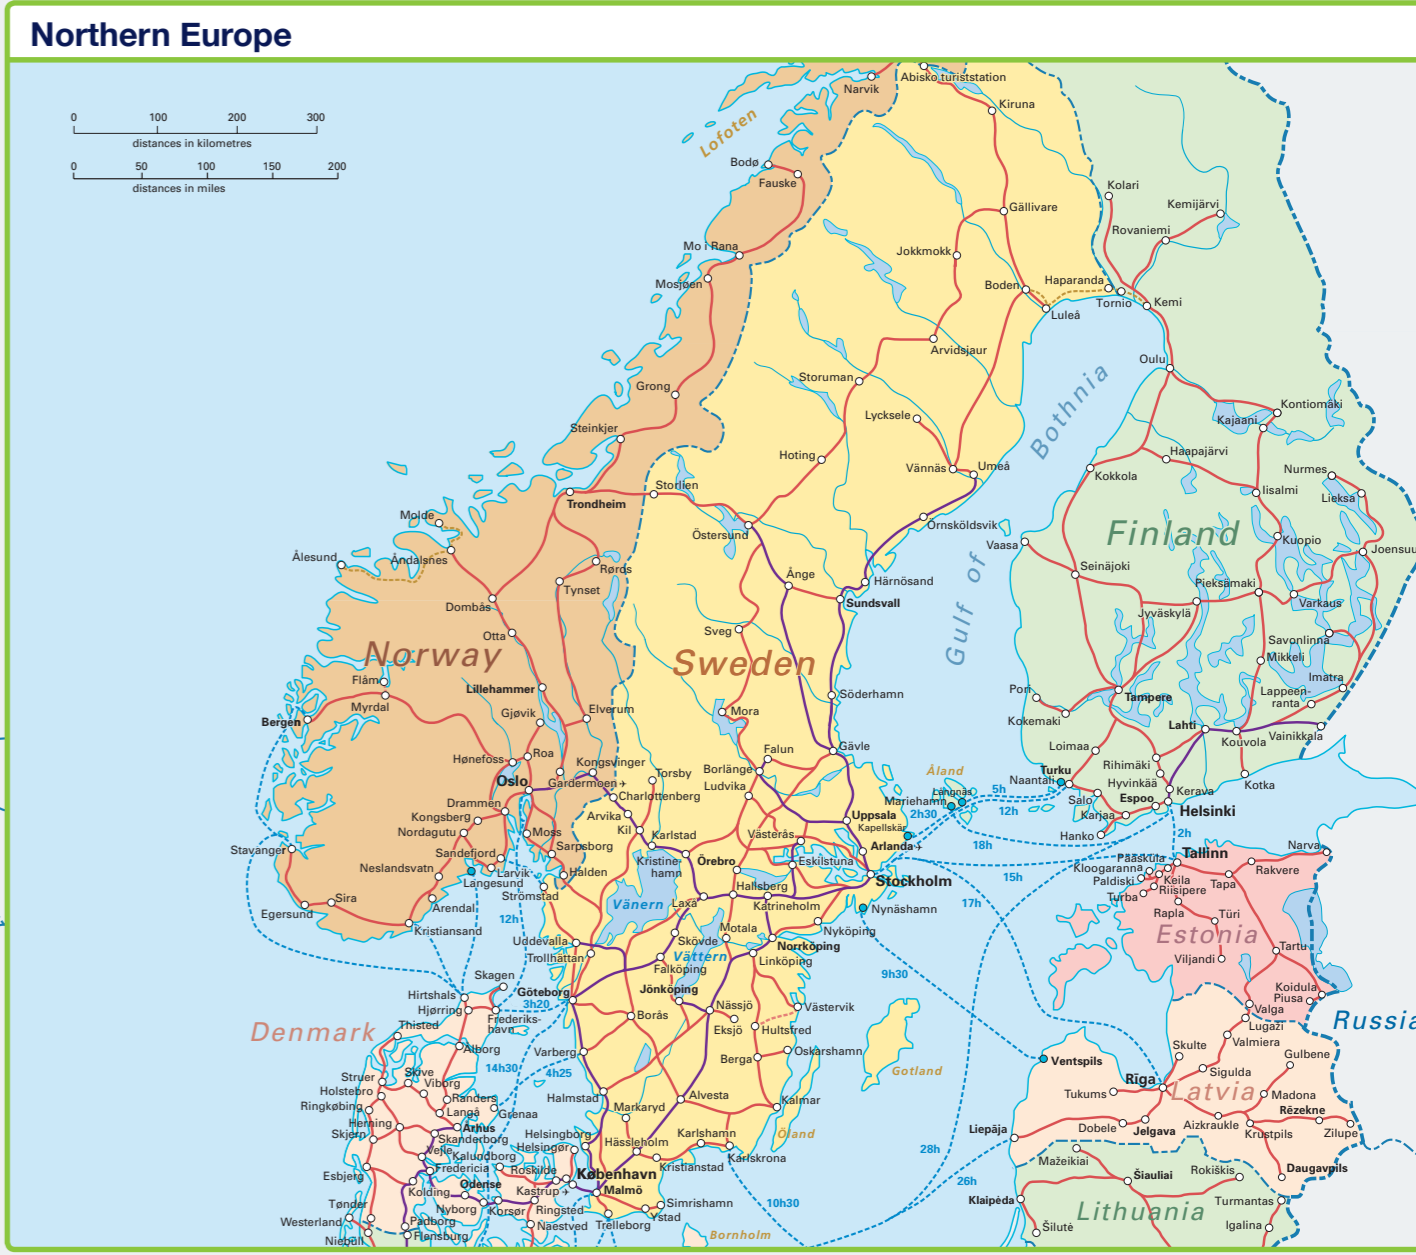 Northern Europe
0 100 200 300
distances in kilometres
0 50 100 150 200
distances in miles
Abisko turiststation
Narvik
Kiruna
Lofoten
Bodø
Fauske
Kolari
Kemijärvi
Gällivare
Rovaniemi
Mo i Rana
Jokkmokk
Mosjøen
Boden
Haparanda
Tornio
Kemi
Luleå
Arvidsjaur
Oulu
Storuman
Grong
Bothnia
Kontiomäki
Kajaani
Lycksele
Steinkjer
Haapajärvi
Hoting
Vännäs
Umeå
Kokkola
Nurmes
Iisalmi
Lieksa
Storlien
Trondheim
Molde
Örnsköldsvik
Finland
Östersund
Vaasa
Kuopio
Joensuu
Ålesund
Åndalsnes
Gulf of
Røros
Seinäjoki
Ånge
Härnösand
Tynset
Pieksämaki
Varkaus
Dombås
Sundsvall
Jyväskylä
Otta
Sveg
Savonlinna
Norway
Sweden
Mikkeli
Flåm
Lillehammer
Imatra
Myrdal
Söderhamn
Pori
Tampere
Lappeen-
ranta
Bergen
Gjøvik
Elverum
Mora
Kokemaki
Lahti
Kouvola
Vainikkala
Hønefoss
Roa
Falun
Gävle
Loimaa
Kongsvinger
Borlänge
Åland
Turku
Rihimäki
Oslo
Gardermoen
Torsby
Ludvika
Naantali
Hyvinkää
Kotka
Charlottenberg
Långnäs
5h
Mariehamn
Salo
Espoo
Kerava
Drammen
Kongsberg
Arvika
Uppsala
2h30
12h
Karjaa
Helsinki
Nordagutu
Moss
Kil
Karlstad
Västerås
Kapellskär
Hanko
2h
Stavanger
Sandefjord
Sarpsborg
Arlanda
18h
Neslandsvatn
Larvik
Halden
Kristine-
hamn
Örebro
Eskilstuna
Pääsküla
Tallinn
Narva
Langesund
Stockholm
15h
Kloogaranna
Keila
Rakvere
Paldiski
Riisipere
Tapa
Strömstad
Hallsberg
Turba
Sira
Arendal
Vänern
Laxå
Katrineholm
Nynäshamn
17h
Egersund
12h
Rapla
Türi
Kristiansand
Motala
Nyköping
Estonia
Uddevalla
Skövde
Norrköping
Tartu
Trollhättan
Vättern
Linköping
Viljandi
Falköping
9h30
Skagen
Göteborg
Jönköping
Koidula
Piusa
Hirtshals
3h20
Nässjö
Västervik
Valga
Hjørring
Frederiks-
havn
Borås
Eksjö
Hultsfred
Lugaži
Russia
Denmark
Thisted
Valmiera
Ålborg
Varberg
Berga
Oskarshamn
Skulte
Gulbene
Ventspils
14h30
4h25
Gotland
Sigulda
Struer
Skive
Viborg
Rīga
Latvia
Holstebro
Randers
Halmstad
Alvesta
Kalmar
Tukums
Madona
Ringkøbing
Langå
Grenaa
Markaryd
Rēzekne
Herning
Århus
Liepāja
Dobele
Jelgava
Aizkraukle
Krustpils
Zilupe
Skjern
Skanderborg
Helsingborg
Hässleholm
Karlshamn
Öland
Vejle
Kalundborg
Helsingør
Karlskrona
28h
Mažeikiai
Esbjerg
Fredericia
Roskilde
København
Kristianstad
Šiauliai
Rokiškis
Daugavpils
Kolding
Odense
Kastrup
Malmö
26h
Klaipėda
Tønder
Nyborg
Korsør
Ringsted
Simrishamn
10h30
Lithuania
Turmantas
Westerland
Padborg
Naestved
Ystad
Šilutė
Igalina
Niebüll
Flensburg
Trelleborg
Bornholm